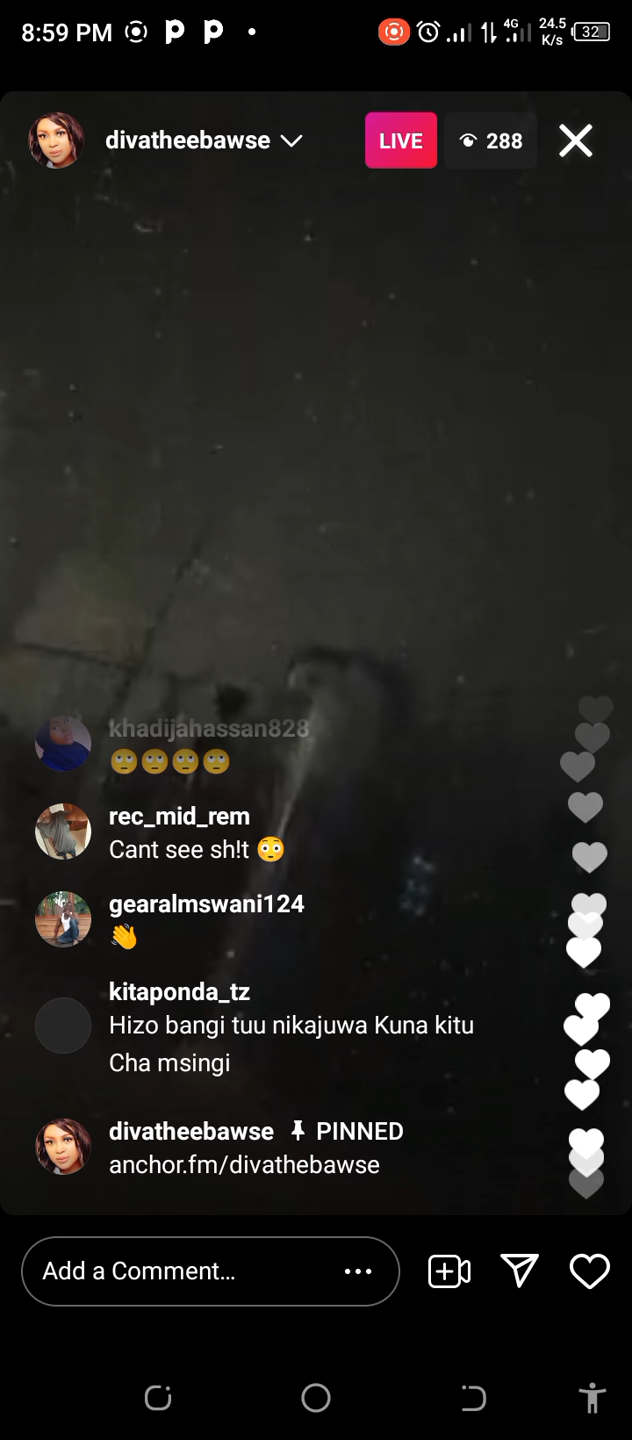 8:59 PM
4G
24.5
K/s
32
divatheebawse
LIVE
288
khadijahassan828
🙄🙄🙄🙄
rec_mid_rem
Cant see sh!t 😳
gearalmswani124
👋
kitaponda_tz
Hizo bangi tuu nikajuwa Kuna kitu
Cha msingi
divatheebawse PINNED
anchor.fm/divathebawse
Add a Comment...